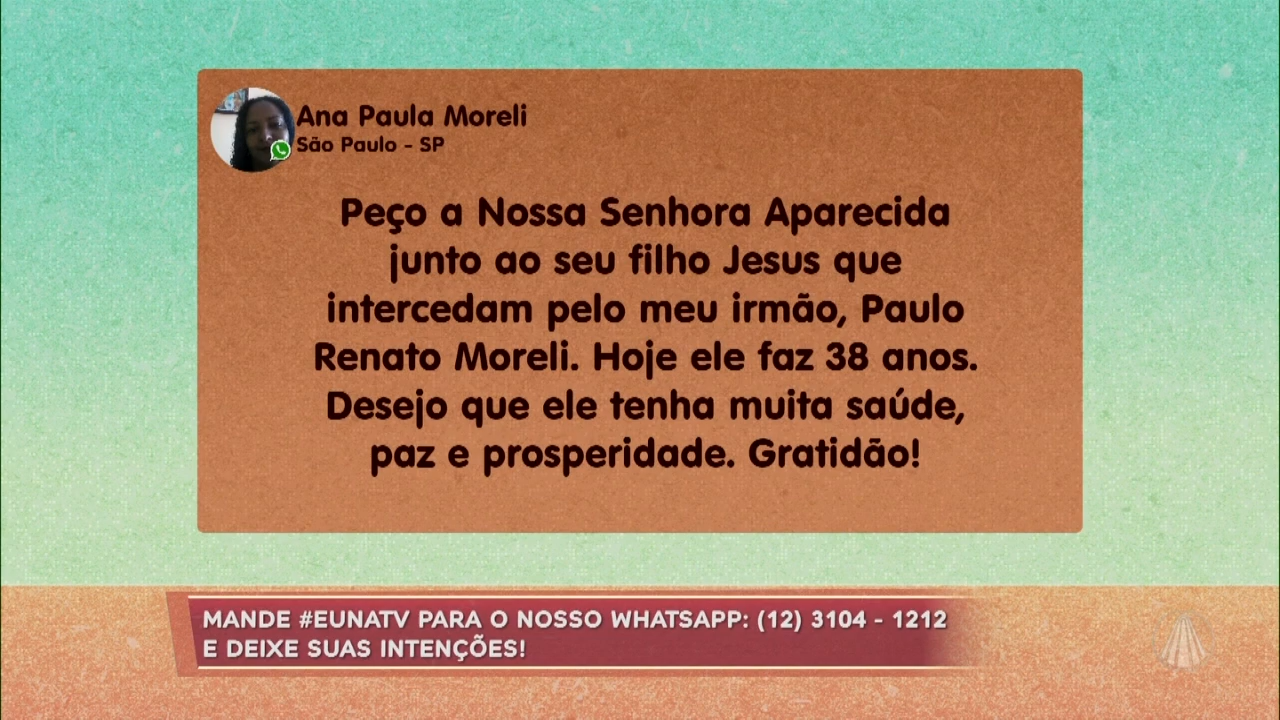 Ana Paula Moreli
São Paulo - SP
Peço a Nossa Senhora Aparecida
junto ao seu filho Jesus que
intercedam pelo meu irmão, Paulo
Renato Moreli. Hoje ele faz 38 anos.
Desejo que ele tenha muita saúde,
paz e prosperidade. Gratidão!
MANDE #EUNATV PARA O NOSSO WHATSAPP: (12) 3104 - 1212
E DEIXE SUAS INTENÇÕES!